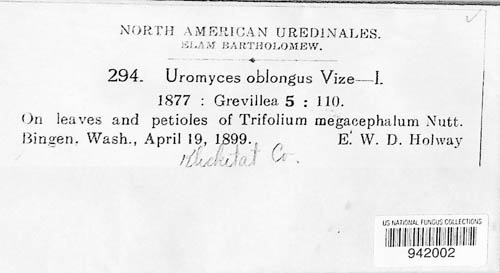 NORTH AMERICAN UREDINALES.
ELAM BARTHOLOMEW.
294. Uromyces oblongus Vize—I.
1877 : Grevillea 5 : 110.
On leaves and petioles of Trifolium megacephalum Nutt.
Bingen, Wash., April 19, 1899. E. W. D. Holway
Klickitat Co.
US NATIONAL FUNGUS COLLECTIONS
942002